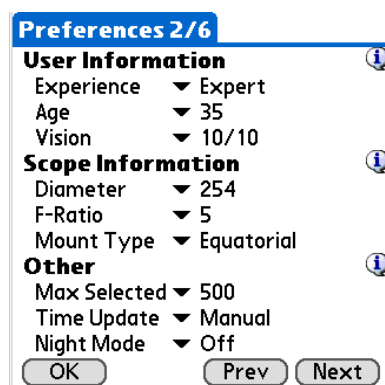 Preferences 2/6
User Information
Experience Expert
Age 35
Vision 10/10
Scope Information
Diameter 254
F-Ratio 5
Mount Type Equatorial
Other
Max Selected 500
Time Update Manual
Night Mode Off
OK Prev Next